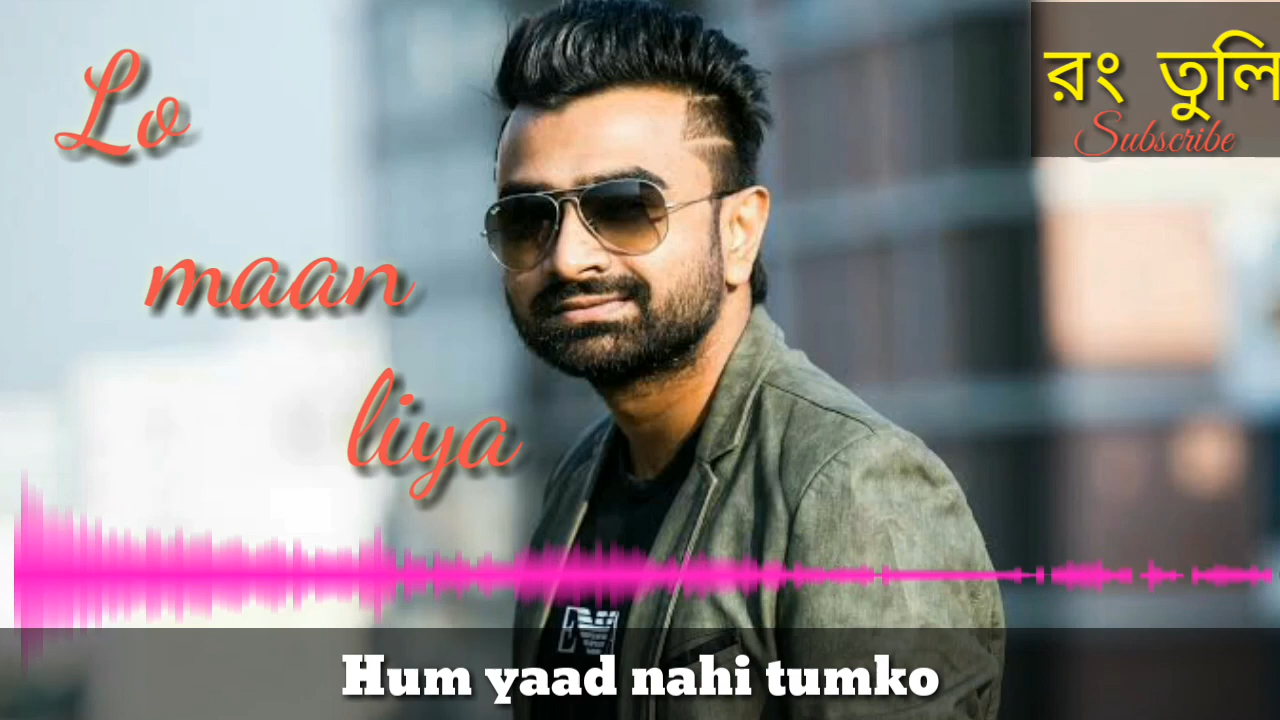 Lo
maan
liya
রং তুলি
Subscribe
Hum yaad nahi tumko